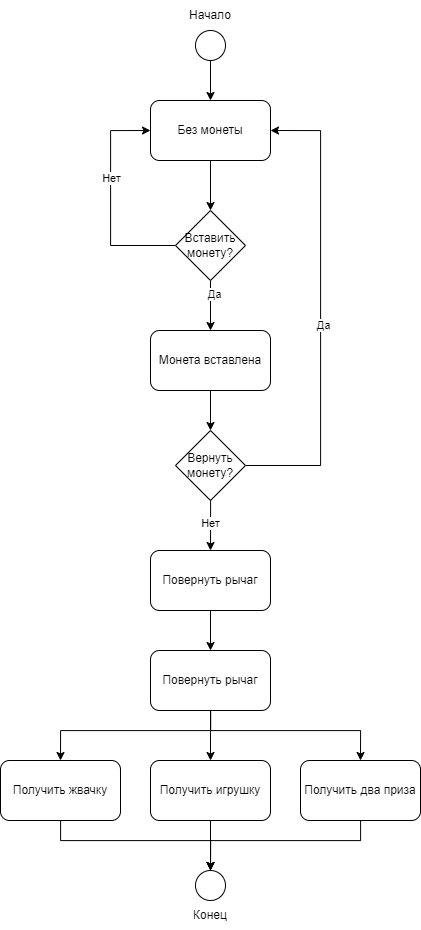 Начало
Без монеты
Нет
Вставить
монету?
Да
Монета вставлена
Да
Вернуть
монету?
Нет
Повернуть рычаг
Повернуть рычаг
Получить жвачку
Получить игрушку
Получить два приза
Конец